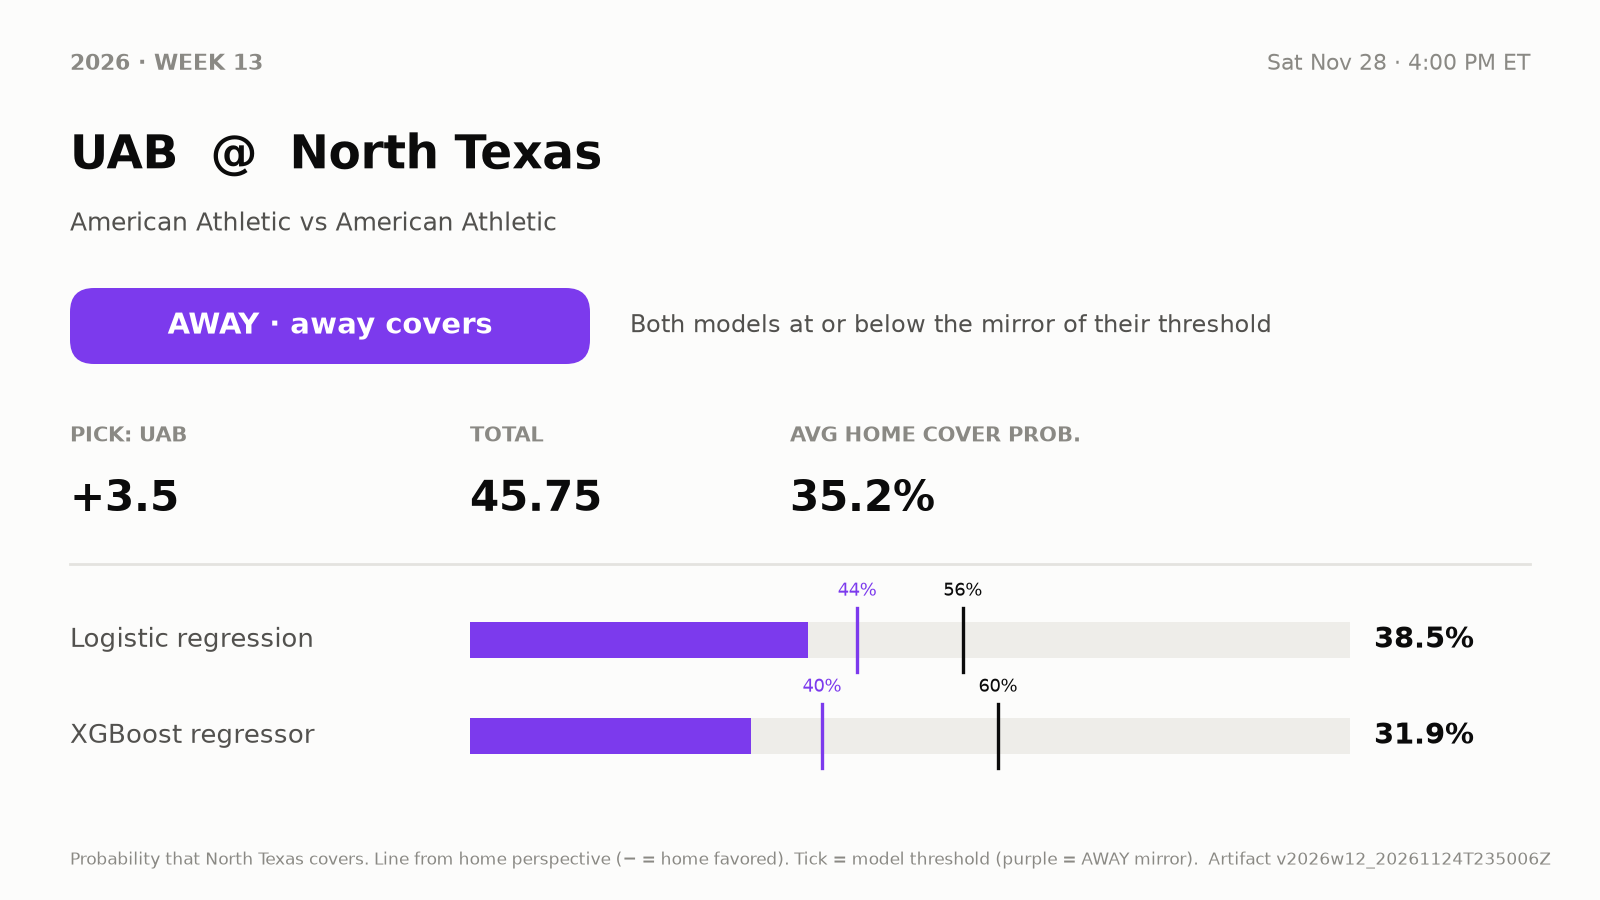 2026 · WEEK 13
Sat Nov 28 · 4:00 PM ET
UAB @ North Texas
American Athletic vs American Athletic
AWAY · away covers
Both models at or below the mirror of their threshold
PICK: UAB
TOTAL
AVG HOME COVER PROB.
+3.5
45.75
35.2%
44%
56%
Logistic regression
38.5%
40%
60%
XGBoost regressor
31.9%
Probability that North Texas covers. Line from home perspective (− = home favored). Tick = model threshold (purple = AWAY mirror). Artifact v2026w12_20261124T235006Z